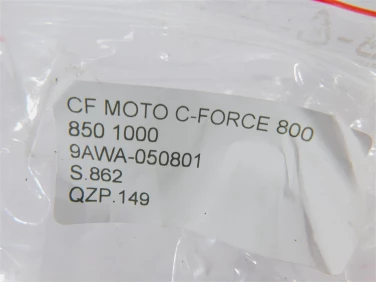 CF MOTO C-FORCE 800
850 1000
9AWA-050801
S.862
QZP.149